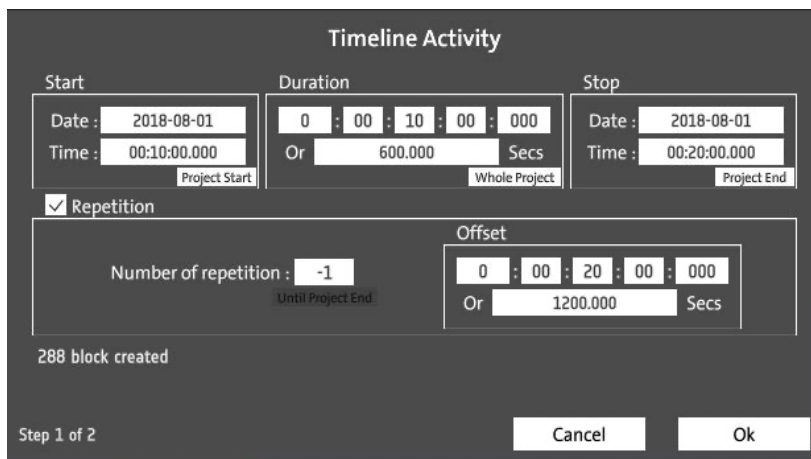 Timeline Activity
Start Duration Stop
Date : 2018-08-01 0 : 00 : 10 : 00 : 000 Date : 2018-08-01
Time : 00:10:00.000 Or 600.000 Secs Time : 00:20:00.000
Project Start Whole Project Project End
Repetition
Offset
Number of repetition : -1 0 : 00 : 20 : 00 : 000
Until Project End Or 1200.000 Secs
288 block created
Step 1 of 2 Cancel Ok